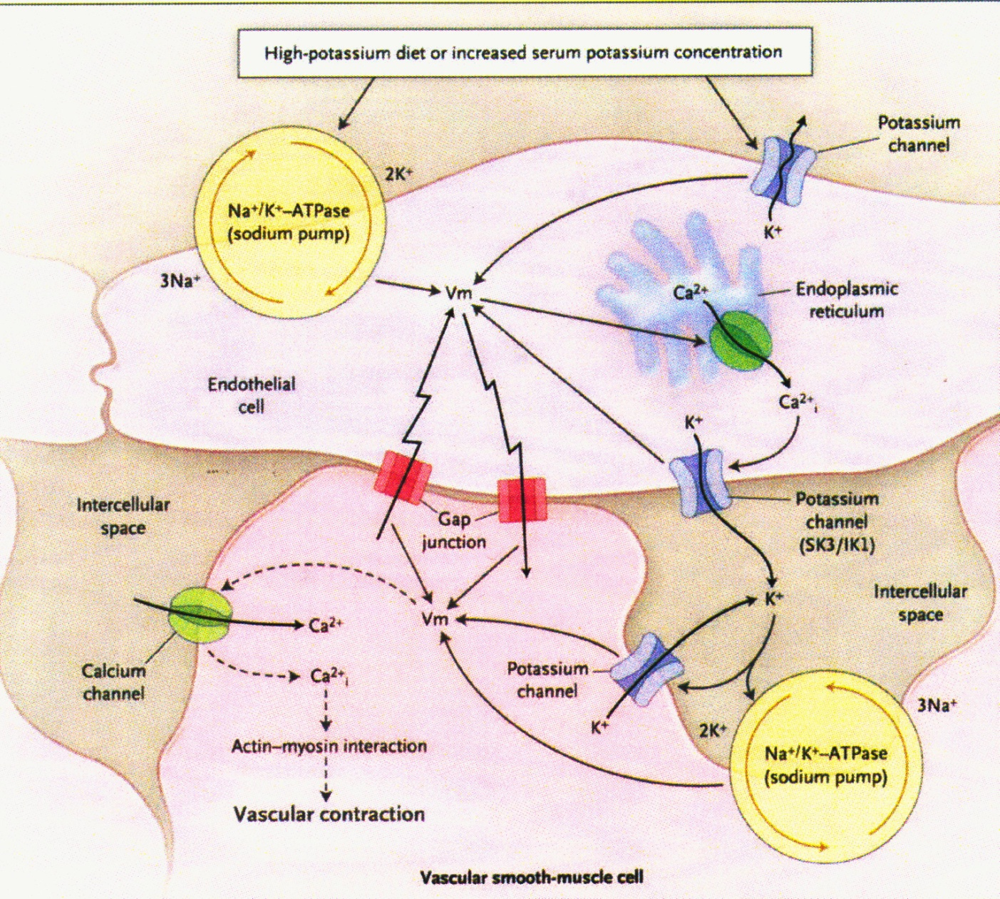 High-potassium diet or increased serum potassium concentration
Potassium
channel
2K⁺
Na⁺/K⁺–ATPase
(sodium pump)
K⁺
3Na⁺
Vm
Ca²⁺
Endoplasmic
reticulum
Endothelial
cell
Ca²⁺i
K⁺
Intercellular
space
Gap
junction
Potassium
channel
(SK3/IK1)
K⁺
Intercellular
space
Vm
Ca²⁺
Calcium
channel
Ca²⁺i
Potassium
channel
K⁺
2K⁺
3Na⁺
Actin–myosin interaction
Na⁺/K⁺–ATPase
(sodium pump)
Vascular contraction
Vascular smooth-muscle cell